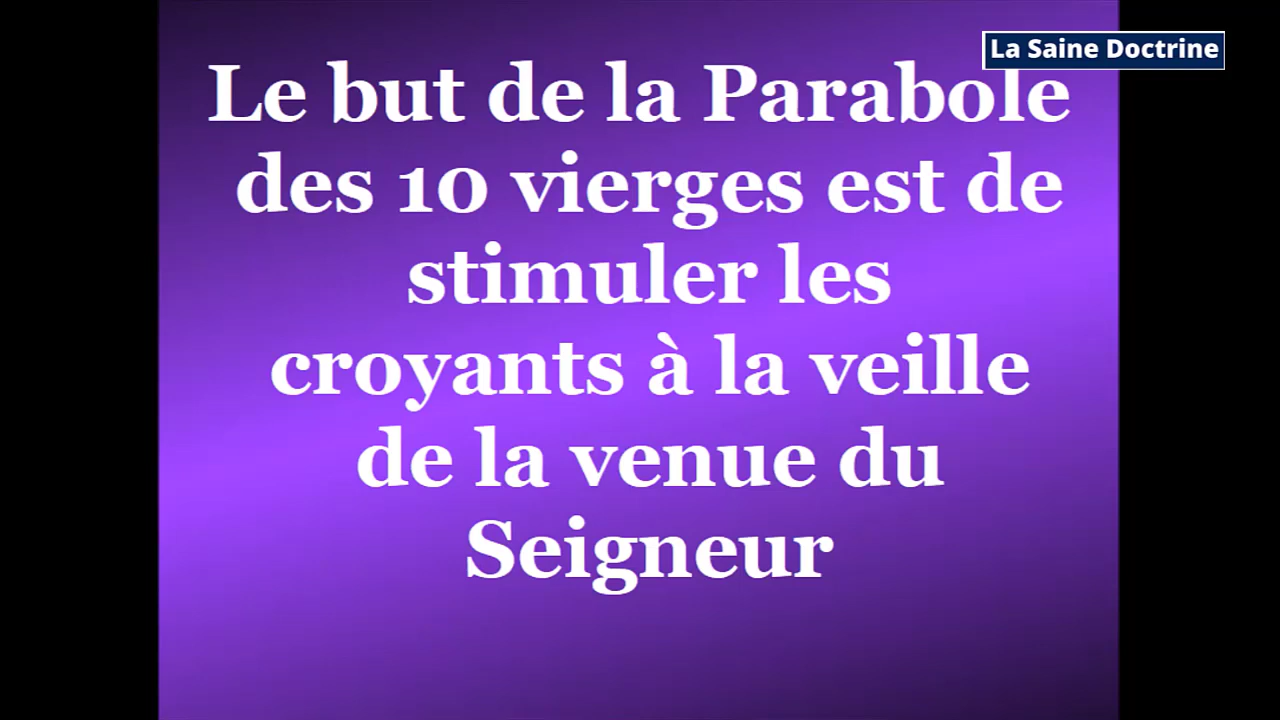 La Saine Doctrine
Le but de la Parabole
des 10 vierges est de
stimuler les
croyants à la veille
de la venue du
Seigneur